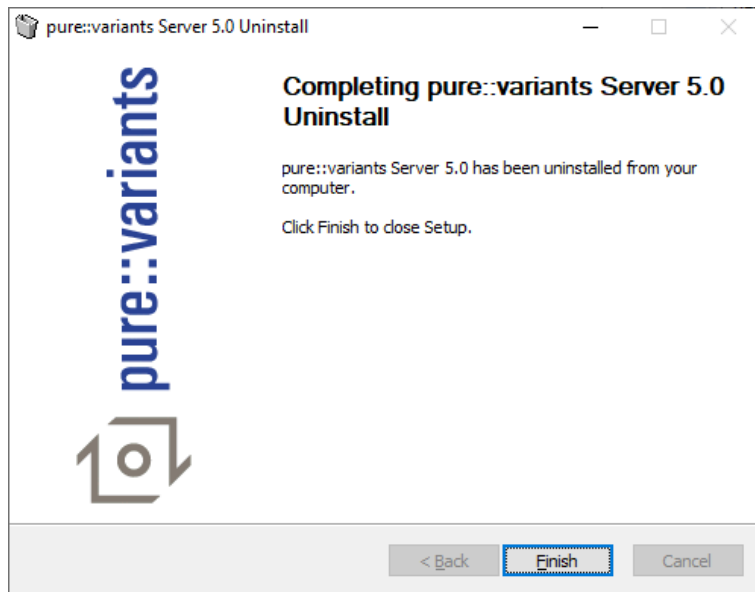 pure::variants Server 5.0 Uninstall
pure::variants
Completing pure::variants Server 5.0
Uninstall
pure::variants Server 5.0 has been uninstalled from your
computer.
Click Finish to close Setup.
< Back
Finish
Cancel